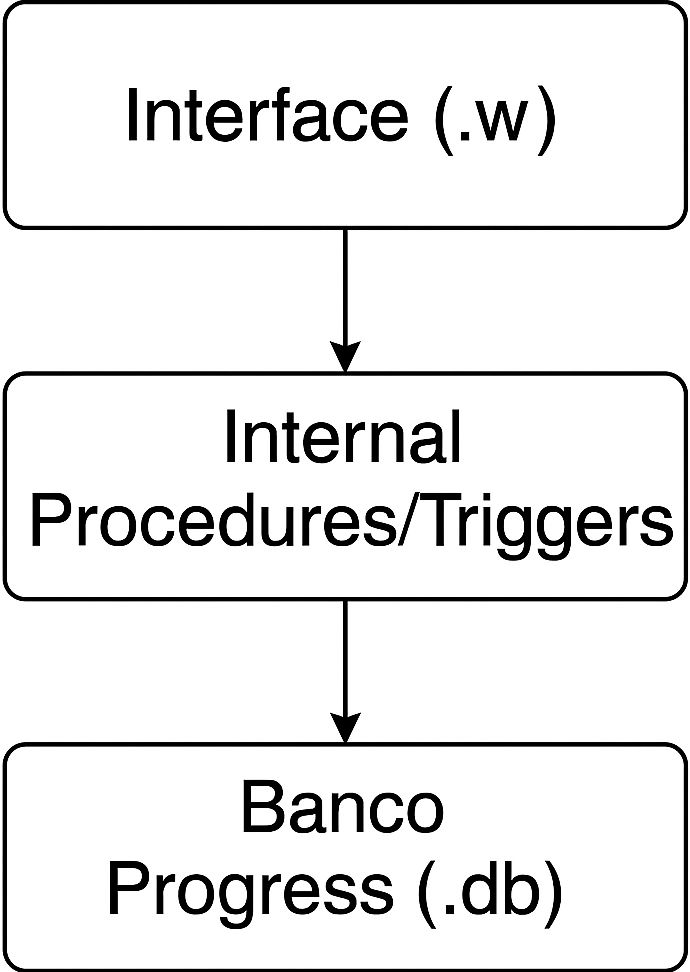 Interface (.w)
Internal
Procedures/Triggers
Banco
Progress (.db)